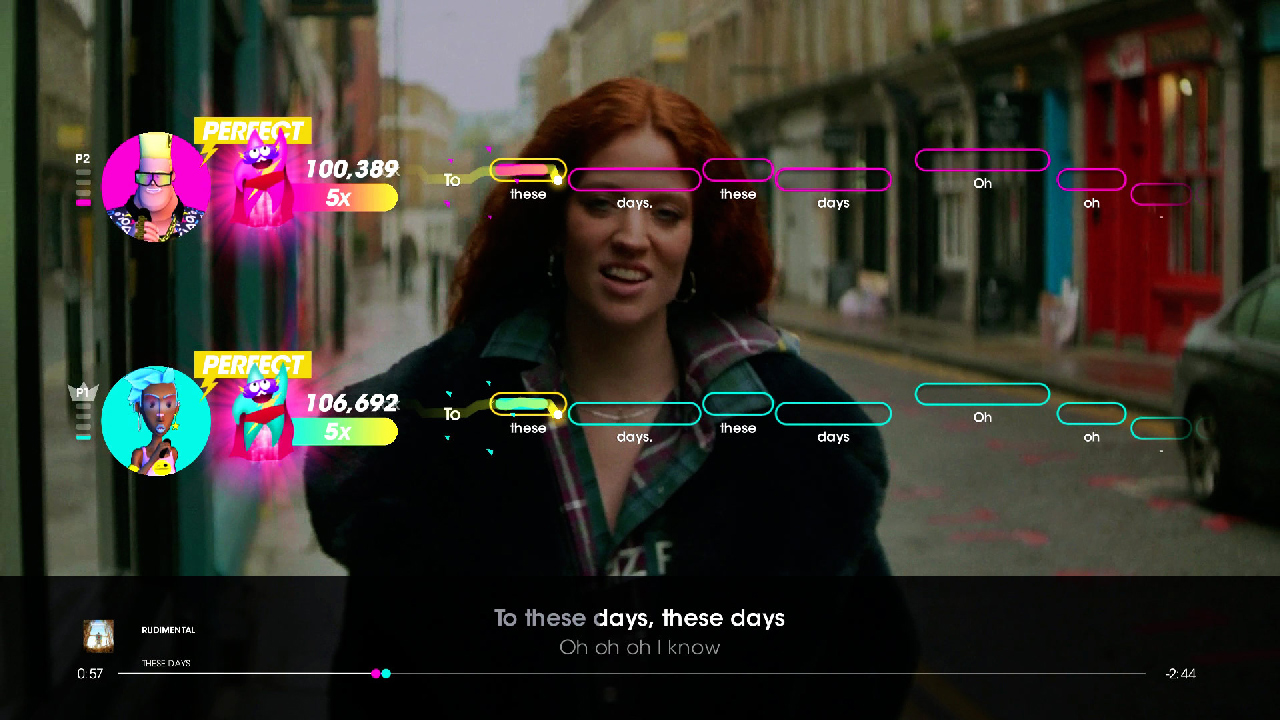 PERFECT
P2
100,389
5x
To these days. these days Oh oh -
PERFECT
P1
106,692
5x
To these days. these days Oh oh -
To these days, these days
Oh oh oh I know
RUDIMENTAL
THESE DAYS
0:57
-2:44